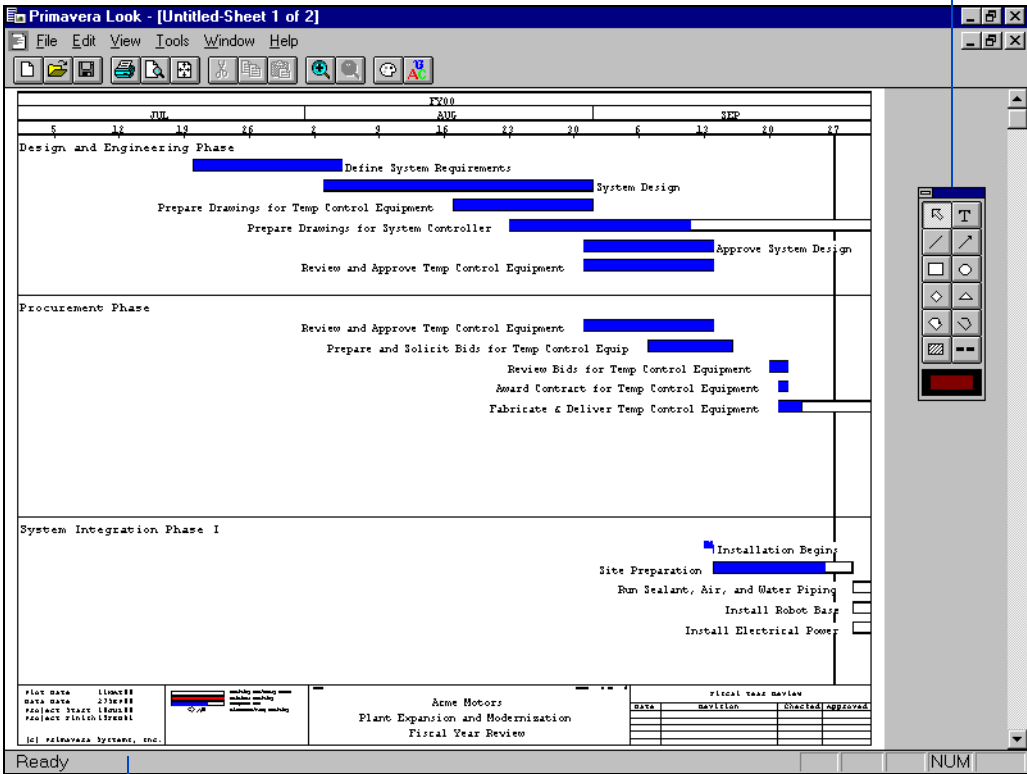 Primavera Look - [Untitled-Sheet 1 of 2]
File Edit View Tools Window Help
FY00
JUL AUG SEP
5 12 19 26 2 9 16 23 30 6 13 20 27
Design and Engineering Phase
Define System Requirements
System Design
Prepare Drawings for Temp Control Equipment
Prepare Drawings for System Controller
Approve System Design
Review and Approve Temp Control Equipment
Procurement Phase
Review and Approve Temp Control Equipment
Prepare and Solicit Bids for Temp Control Equip
Review Bids for Temp Control Equipment
Award Contract for Temp Control Equipment
Fabricate & Deliver Temp Control Equipment
System Integration Phase I
Installation Begins
Site Preparation
Run Sealant, Air, and Water Piping
Install Robot Base
Install Electrical Power
Plot Date
Data Date
Project Start
Project Finish
(c) Primavera Systems, Inc.
Acme Motors
Plant Expansion and Modernization
Fiscal Year Review
Fiscal Year Review
Date Revision Checked Approved
Ready NUM